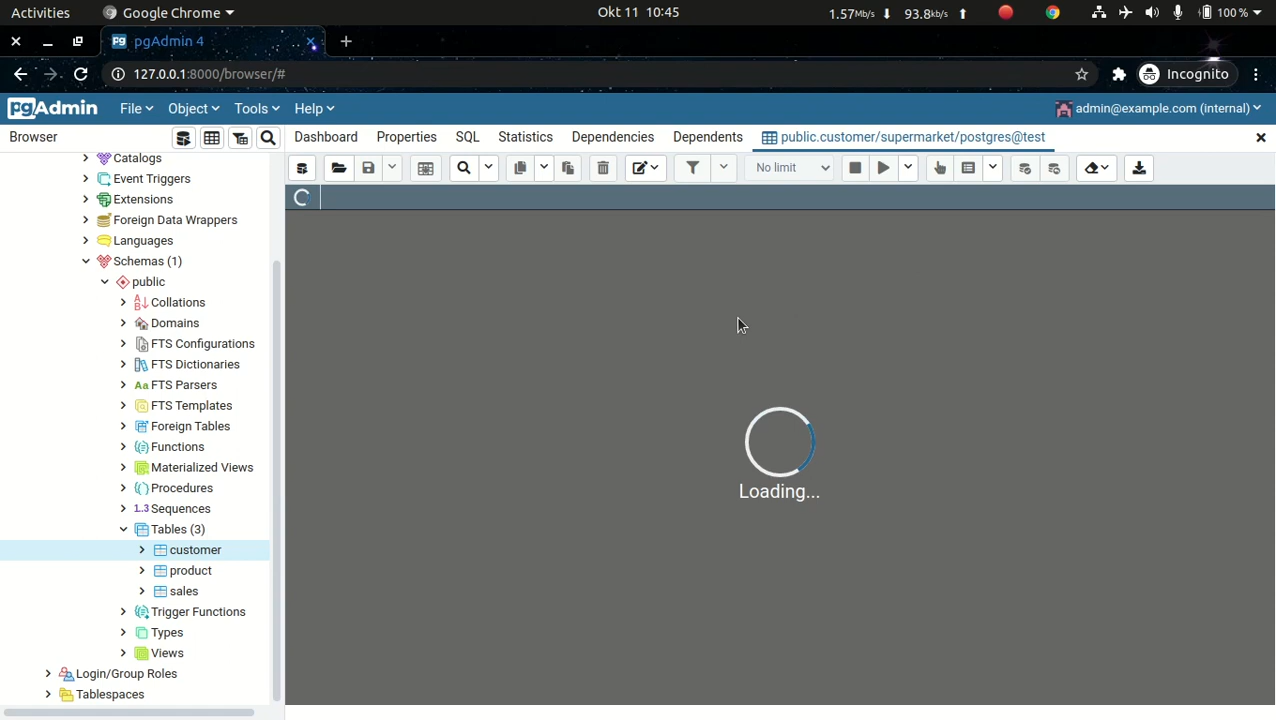 Activities Google Chrome Okt 11 10:45 1.57Mb/s 93.8kb/s 100 %
pgAdmin 4
127.0.0.1:8000/browser/# Incognito
pgAdmin File Object Tools Help admin@example.com (internal)
Browser Dashboard Properties SQL Statistics Dependencies Dependents public.customer/supermarket/postgres@test
No limit
Catalogs
Event Triggers
Extensions
Foreign Data Wrappers
Languages
Schemas (1)
public
Collations
Domains
FTS Configurations
FTS Dictionaries
FTS Parsers
FTS Templates
Foreign Tables
Functions
Materialized Views
Procedures
Sequences
Tables (3)
customer
product
sales
Trigger Functions
Types
Views
Login/Group Roles
Tablespaces
Loading...